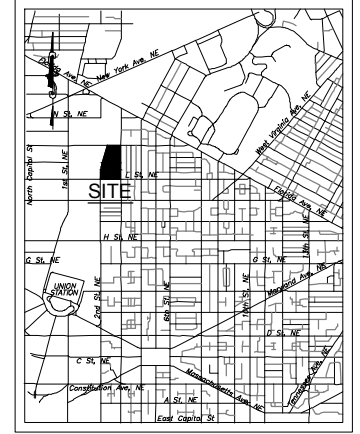 Florida Ave, NE
New York Ave, NE
N St, NE
North Capitol St
1st St, NE
West Virginia Ave, NE
L St, NE
SITE
Florida Ave, NE
H St, NE
G St, NE
G St, NE
13th St, NE
Maryland Ave, NE
UNION
STATION
2nd St, NE
6th St, NE
10th St, NE
D St, NE
C St, NE
Constitution Ave, NE
Massachusetts Ave, NE
Tennessee Ave, NE
A St, NE
East Capitol St